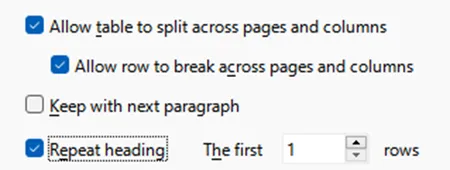 Allow table to split across pages and columns
Allow row to break across pages and columns
Keep with next paragraph
Repeat heading The first 1 rows